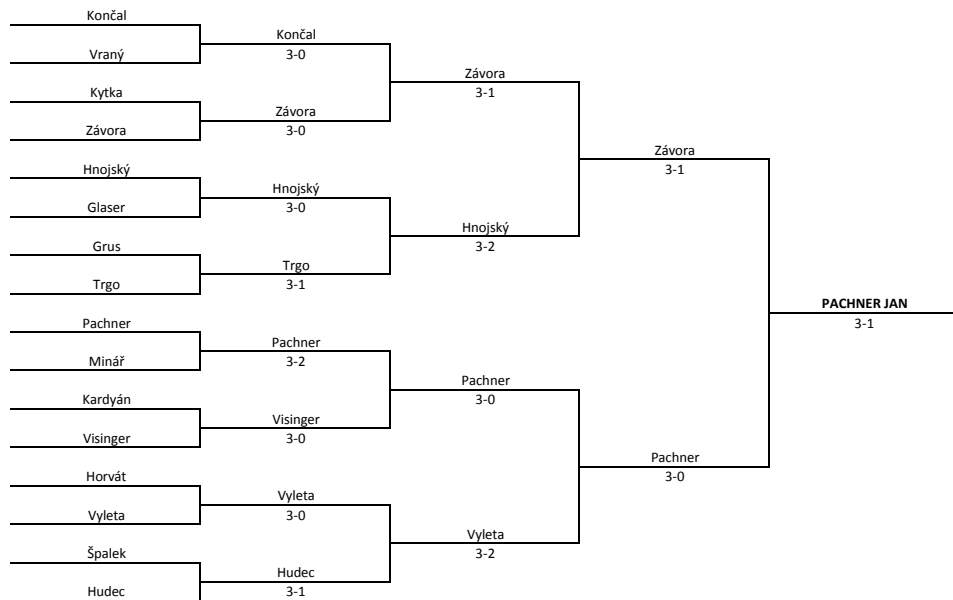 Končal
Vraný
Kytka
Závora
Hnojský
Glaser
Grus
Trgo
Pachner
Minář
Kardyán
Visinger
Horvát
Vyleta
Špalek
Hudec
Končal
3-0
Závora
3-0
Hnojský
3-0
Trgo
3-1
Pachner
3-2
Visinger
3-0
Vyleta
3-0
Hudec
3-1
Závora
3-1
Hnojský
3-2
Pachner
3-0
Vyleta
3-2
Závora
3-1
Pachner
3-0
PACHNER JAN
3-1